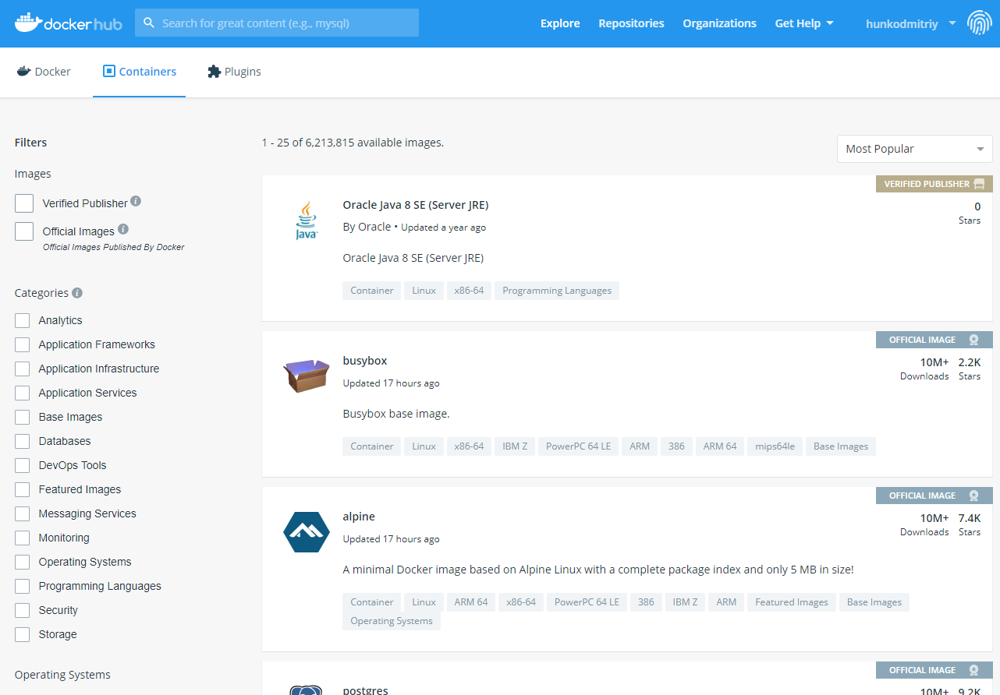 docker hub
Search for great content (e.g., mysql)
Explore
Repositories
Organizations
Get Help
hunkodmitriy
Docker
Containers
Plugins
Filters
Images
Verified Publisher
Official Images
Official Images Published By Docker
Categories
Analytics
Application Frameworks
Application Infrastructure
Application Services
Base Images
Databases
DevOps Tools
Featured Images
Messaging Services
Monitoring
Operating Systems
Programming Languages
Security
Storage
Operating Systems
1 - 25 of 6,213,815 available images.
Most Popular
VERIFIED PUBLISHER
Java
Oracle Java 8 SE (Server JRE)
0
Stars
By Oracle • Updated a year ago
Oracle Java 8 SE (Server JRE)
Container Linux x86-64 Programming Languages
OFFICIAL IMAGE
busybox
10M+ 2.2K
Downloads Stars
Updated 17 hours ago
Busybox base image.
Container Linux x86-64 IBM Z PowerPC 64 LE ARM 386 ARM 64 mips64le Base Images
OFFICIAL IMAGE
alpine
10M+ 7.4K
Downloads Stars
Updated 17 hours ago
A minimal Docker image based on Alpine Linux with a complete package index and only 5 MB in size!
Container Linux ARM 64 x86-64 PowerPC 64 LE 386 IBM Z ARM Featured Images Base Images
Operating Systems
OFFICIAL IMAGE
postgres
10M+ 9.2K